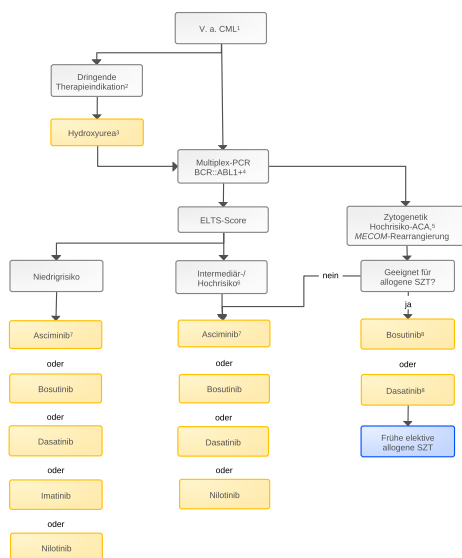 V. a. CML¹
Dringende
Therapieindikation²
Hydroxyurea³
Multiplex-PCR
BCR::ABL1+⁴
ELTS-Score
Zytogenetik
Hochrisiko-ACA,⁵
MECOM-Rearrangierung
Niedrigrisiko
Intermediär-/
Hochrisiko⁶
nein
Geeignet für
allogene SZT?
ja
Asciminib⁷
oder
Bosutinib
oder
Dasatinib
oder
Imatinib
oder
Nilotinib
Asciminib⁷
oder
Bosutinib
oder
Dasatinib
oder
Nilotinib
Bosutinib⁸
oder
Dasatinib⁸
Frühe elektive
allogene SZT